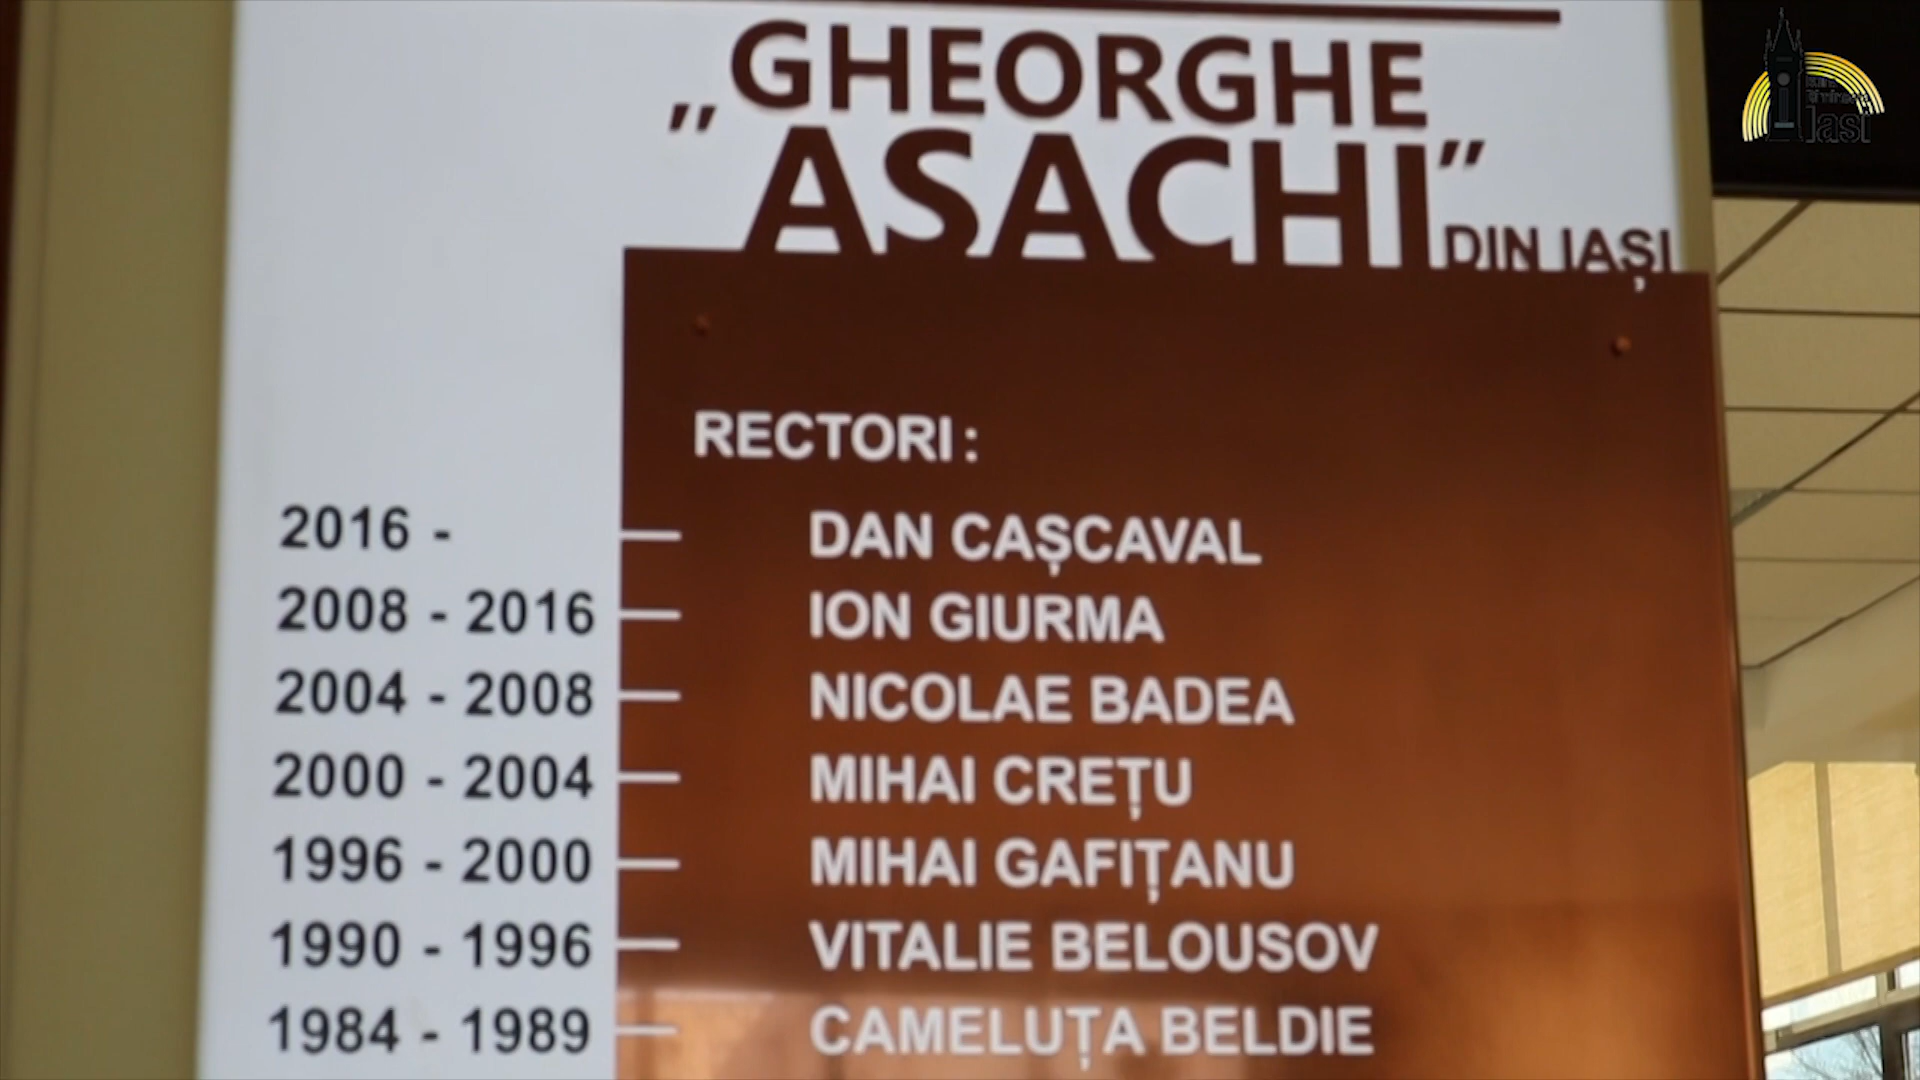 „GHEORGHE
ASACHI” DIN IAȘI
RECTORI:
2016 - DAN CAȘCAVAL
2008 - 2016 ION GIURMA
2004 - 2008 NICOLAE BADEA
2000 - 2004 MIHAI CREȚU
1996 - 2000 MIHAI GAFIȚANU
1990 - 1996 VITALIE BELOUSOV
1984 - 1989 CAMELUȚA BELDIE
Iasi